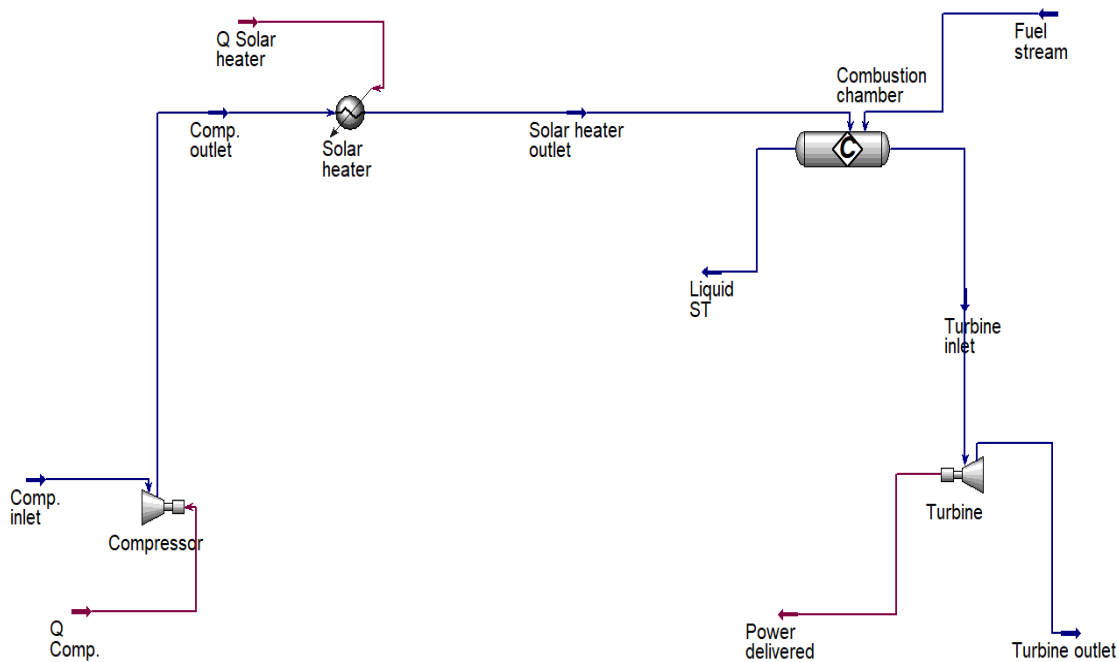 Q Solar
heater
Fuel
stream
Combustion
chamber
C
Comp.
outlet
Solar
heater
Solar heater
outlet
Liquid
ST
Turbine
inlet
Comp.
inlet
Compressor
Turbine
Q
Comp.
Power
delivered
Turbine outlet